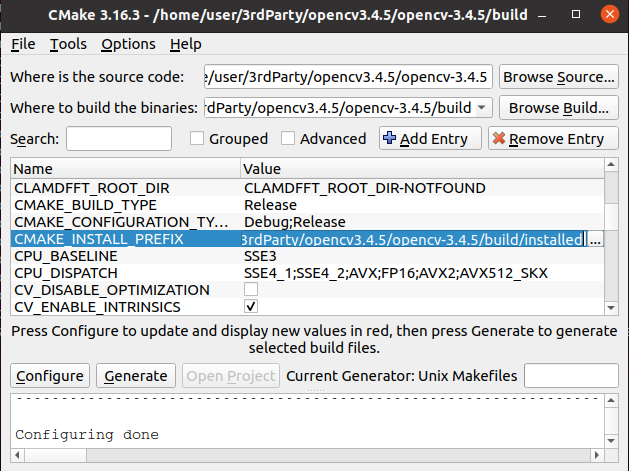 CMake 3.16.3 - /home/user/3rdParty/opencv3.4.5/opencv-3.4.5/build
File Tools Options Help
Where is the source code: e/user/3rdParty/opencv3.4.5/opencv-3.4.5 Browse Source...
Where to build the binaries: rdParty/opencv3.4.5/opencv-3.4.5/build Browse Build...
Search: Grouped Advanced Add Entry Remove Entry
Name Value
CLAMDFFT_ROOT_DIR CLAMDFFT_ROOT_DIR-NOTFOUND
CMAKE_BUILD_TYPE Release
CMAKE_CONFIGURATION_TY... Debug;Release
CMAKE_INSTALL_PREFIX 3rdParty/opencv3.4.5/opencv-3.4.5/build/installed ...
CPU_BASELINE SSE3
CPU_DISPATCH SSE4_1;SSE4_2;AVX;FP16;AVX2;AVX512_SKX
CV_DISABLE_OPTIMIZATION
CV_ENABLE_INTRINSICS
Press Configure to update and display new values in red, then press Generate to generate
selected build files.
Configure Generate Open Project Current Generator: Unix Makefiles
Configuring done